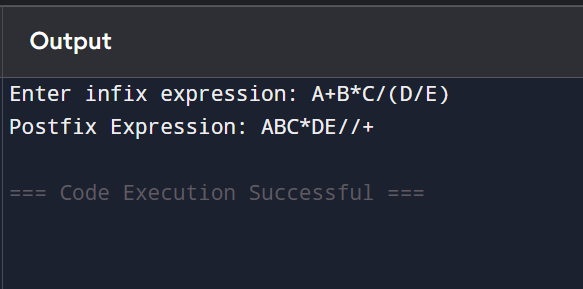 Output
Enter infix expression: A+B*C/(D/E)
Postfix Expression: ABC*DE//+
=== Code Execution Successful ===